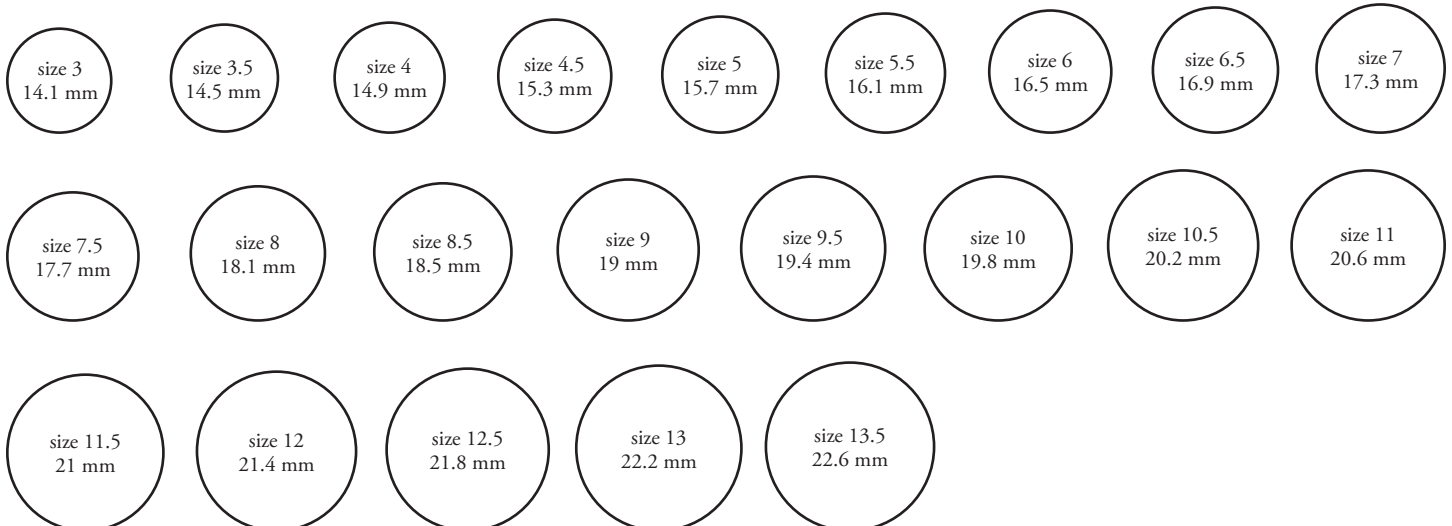 size 3
14.1 mm
size 3.5
14.5 mm
size 4
14.9 mm
size 4.5
15.3 mm
size 5
15.7 mm
size 5.5
16.1 mm
size 6
16.5 mm
size 6.5
16.9 mm
size 7
17.3 mm
size 7.5
17.7 mm
size 8
18.1 mm
size 8.5
18.5 mm
size 9
19 mm
size 9.5
19.4 mm
size 10
19.8 mm
size 10.5
20.2 mm
size 11
20.6 mm
size 11.5
21 mm
size 12
21.4 mm
size 12.5
21.8 mm
size 13
22.2 mm
size 13.5
22.6 mm